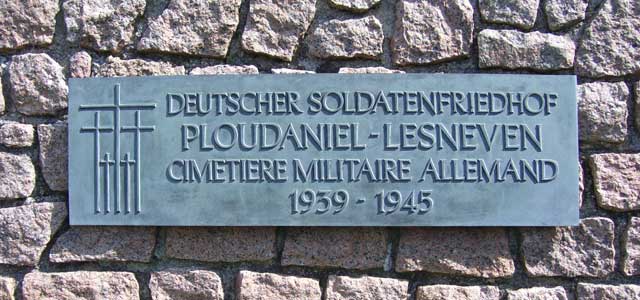 DEUTSCHER SOLDATENFRIEDHOF
PLOUDANIEL-LESNEVEN
CIMETIERE MILITAIRE ALLEMAND
1939 - 1945